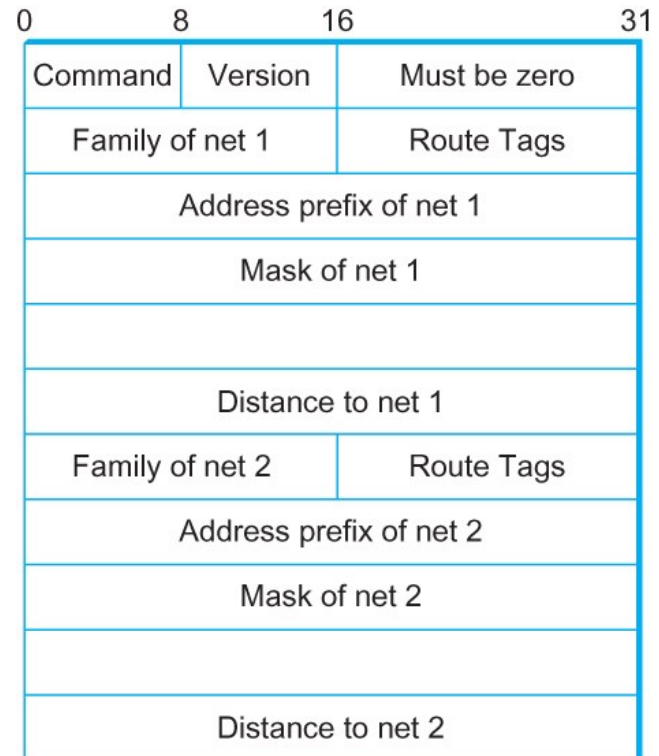 0 8 16 31
Command Version Must be zero
Family of net 1 Route Tags
Address prefix of net 1
Mask of net 1
Distance to net 1
Family of net 2 Route Tags
Address prefix of net 2
Mask of net 2
Distance to net 2